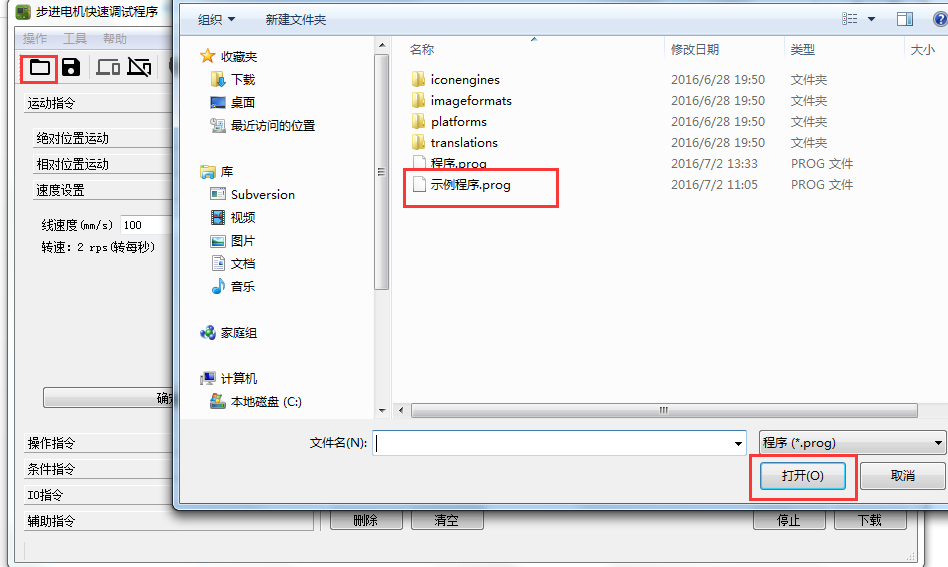 步进电机快速调试程序
操作 工具 帮助
运动指令
绝对位置运动
相对位置运动
速度设置
线速度(mm/s) 100
转速: 2 rps(转每秒)
操作指令
条件指令
IO指令
辅助指令
组织 新建文件夹
收藏夹
下载
桌面
最近访问的位置
库
Subversion
视频
图片
文档
音乐
家庭组
计算机
本地磁盘 (C:)
名称 修改日期 类型 大小
iconengines 2016/6/28 19:50 文件夹
imageformats 2016/6/28 19:50 文件夹
platforms 2016/6/28 19:50 文件夹
translations 2016/6/28 19:50 文件夹
程序.prog 2016/7/2 13:33 PROG 文件
示例程序.prog 2016/7/2 11:05 PROG 文件
文件名(N): 程序 (*.prog)
打开(O) 取消
删除 清空 停止 下载